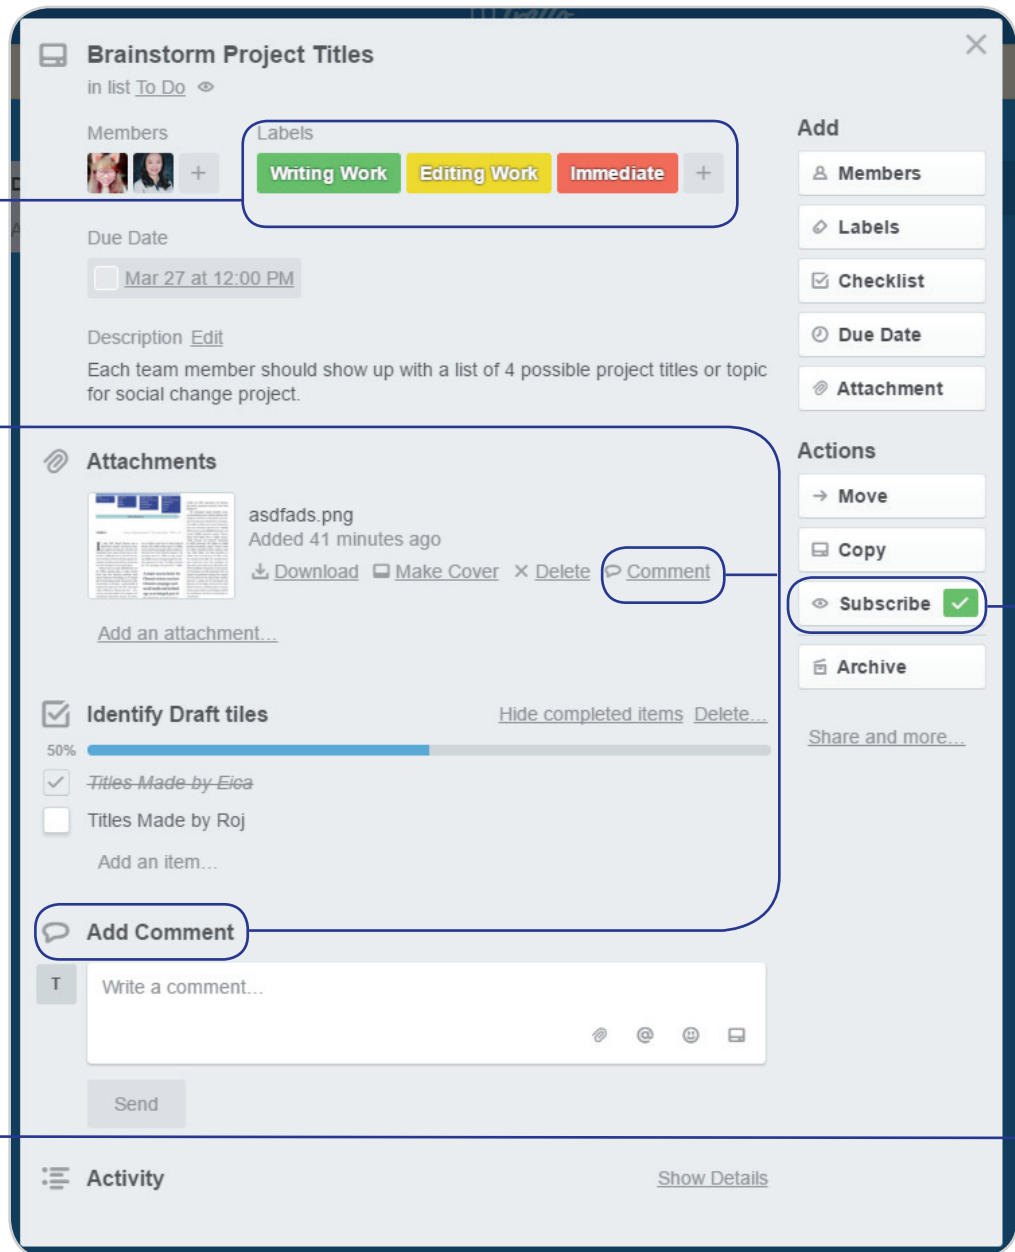 Trello
Brainstorm Project Titles
in list To Do
Members
Labels
Writing Work Editing Work Immediate +
+
Due Date
Mar 27 at 12:00 PM
Description Edit
Each team member should show up with a list of 4 possible project titles or topic
for social change project.
Attachments
asdfads.png
Added 41 minutes ago
Download Make Cover Delete Comment
Add an attachment...
Identify Draft tiles Hide completed items Delete...
50%
Titles Made by Eica
Titles Made by Roj
Add an item...
Add Comment
T
Write a comment...
@
Send
Activity Show Details
Add
Members
Labels
Checklist
Due Date
Attachment
Actions
Move
Copy
Subscribe
Archive
Share and more...